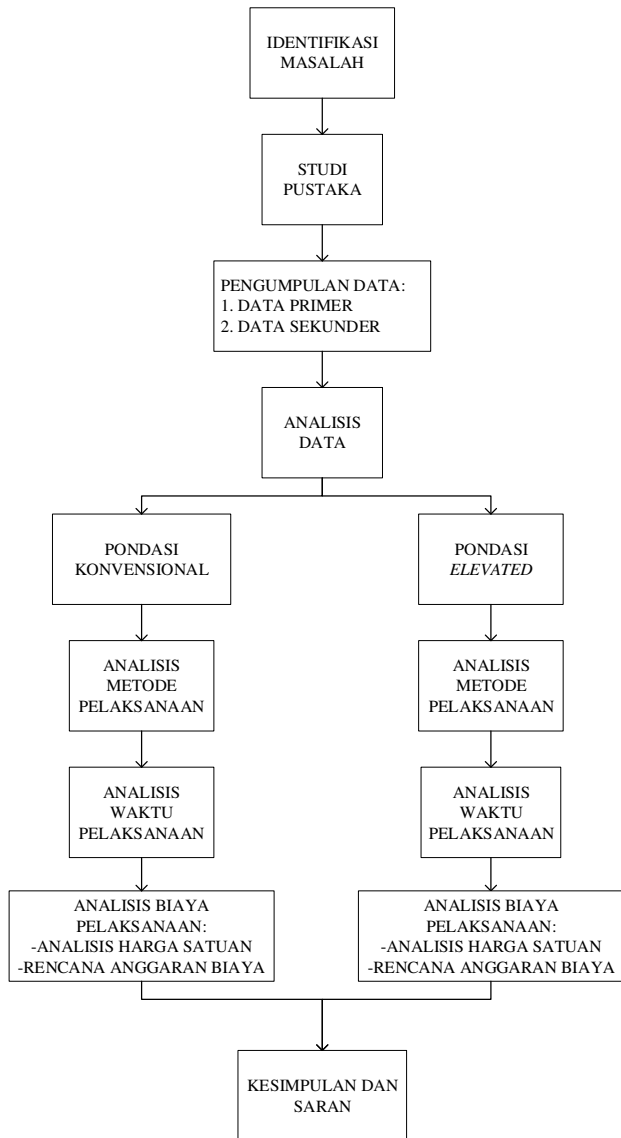 IDENTIFIKASI
MASALAH
STUDI
PUSTAKA
PENGUMPULAN DATA:
1. DATA PRIMER
2. DATA SEKUNDER
ANALISIS
DATA
PONDASI
KONVENSIONAL
PONDASI
ELEVATED
ANALISIS
METODE
PELAKSANAAN
ANALISIS
METODE
PELAKSANAAN
ANALISIS
WAKTU
PELAKSANAAN
ANALISIS
WAKTU
PELAKSANAAN
ANALISIS BIAYA
PELAKSANAAN:
-ANALISIS HARGA SATUAN
-RENCANA ANGGARAN BIAYA
ANALISIS BIAYA
PELAKSANAAN:
-ANALISIS HARGA SATUAN
-RENCANA ANGGARAN BIAYA
KESIMPULAN DAN
SARAN